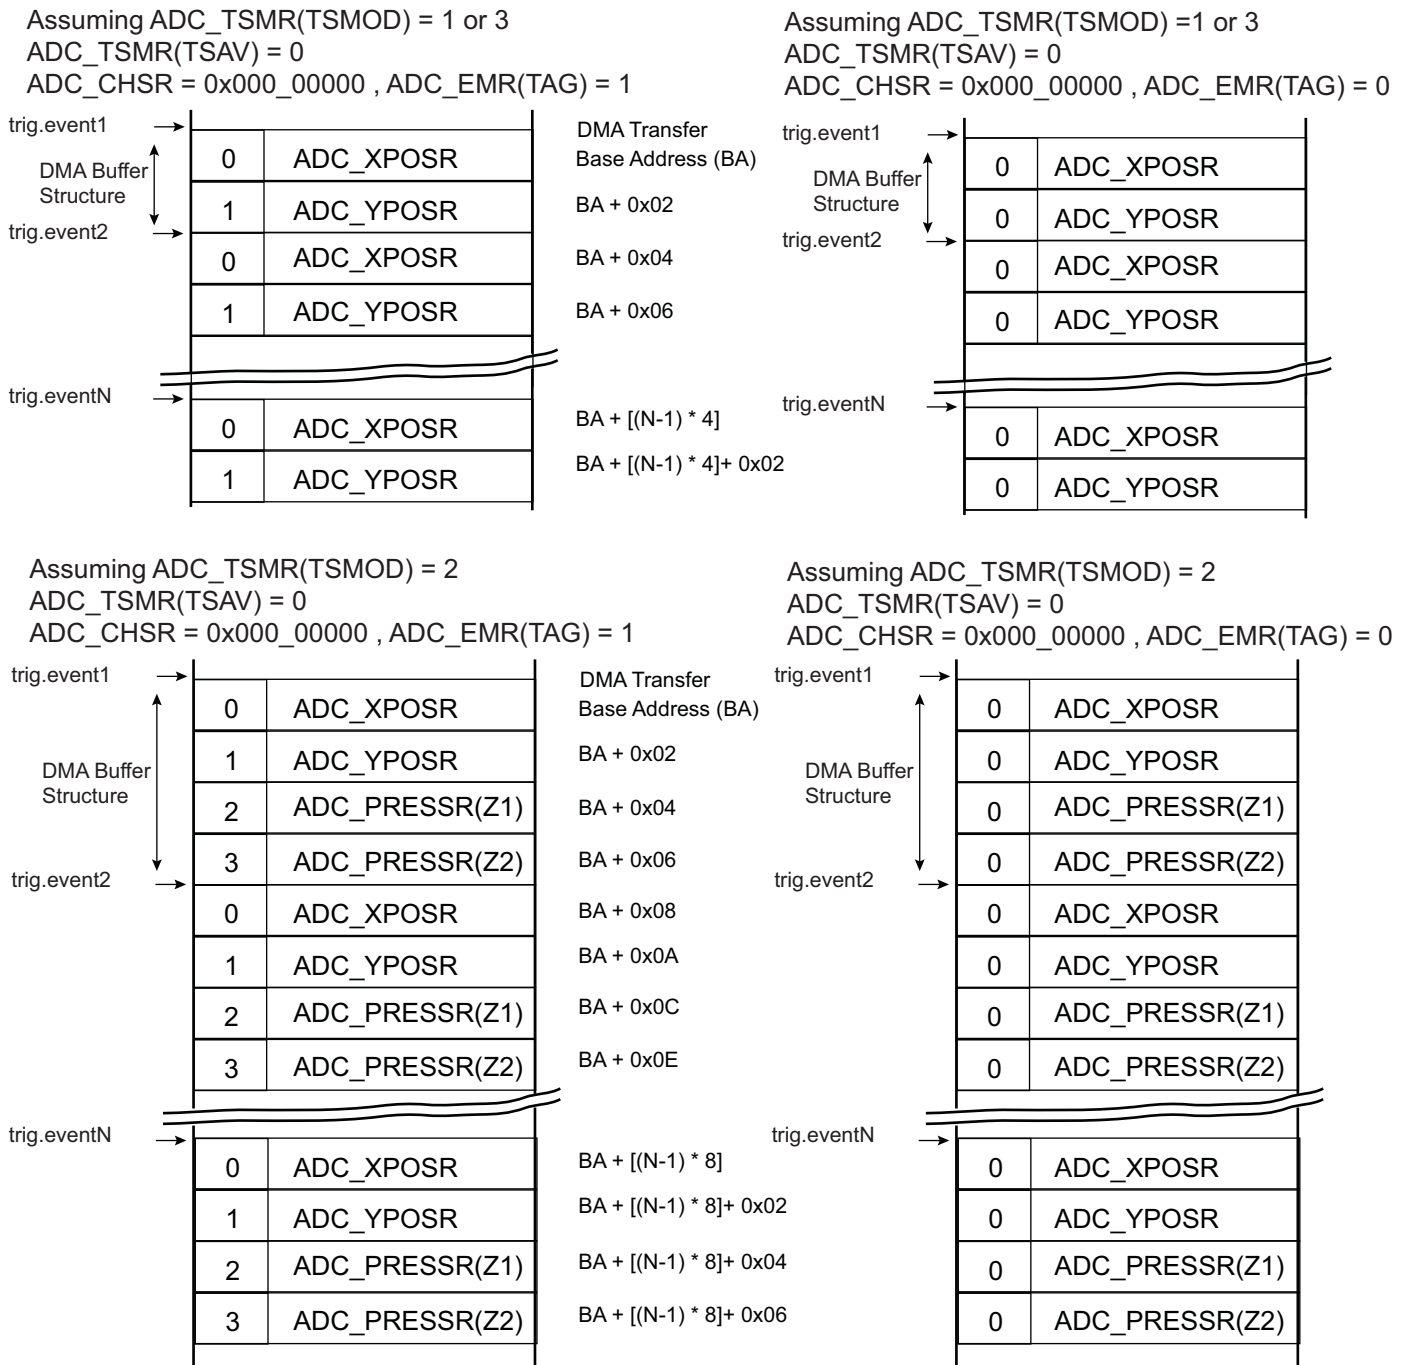 Assuming ADC_TSMR(TSMOD) = 1 or 3
ADC_TSMR(TSAV) = 0
ADC_CHSR = 0x000_00000 , ADC_EMR(TAG) = 1
trig.event1
DMA Buffer
Structure
trig.event2
trig.eventN
0 ADC_XPOSR
1 ADC_YPOSR
0 ADC_XPOSR
1 ADC_YPOSR
0 ADC_XPOSR
1 ADC_YPOSR
DMA Transfer
Base Address (BA)
BA + 0x02
BA + 0x04
BA + 0x06
BA + [(N-1) * 4]
BA + [(N-1) * 4]+ 0x02
Assuming ADC_TSMR(TSMOD) =1 or 3
ADC_TSMR(TSAV) = 0
ADC_CHSR = 0x000_00000 , ADC_EMR(TAG) = 0
trig.event1
DMA Buffer
Structure
trig.event2
trig.eventN
0 ADC_XPOSR
0 ADC_YPOSR
0 ADC_XPOSR
0 ADC_YPOSR
0 ADC_XPOSR
0 ADC_YPOSR
Assuming ADC_TSMR(TSMOD) = 2
ADC_TSMR(TSAV) = 0
ADC_CHSR = 0x000_00000 , ADC_EMR(TAG) = 1
trig.event1
DMA Buffer
Structure
trig.event2
trig.eventN
0 ADC_XPOSR
1 ADC_YPOSR
2 ADC_PRESSR(Z1)
3 ADC_PRESSR(Z2)
0 ADC_XPOSR
1 ADC_YPOSR
2 ADC_PRESSR(Z1)
3 ADC_PRESSR(Z2)
0 ADC_XPOSR
1 ADC_YPOSR
2 ADC_PRESSR(Z1)
3 ADC_PRESSR(Z2)
DMA Transfer
Base Address (BA)
BA + 0x02
BA + 0x04
BA + 0x06
BA + 0x08
BA + 0x0A
BA + 0x0C
BA + 0x0E
BA + [(N-1) * 8]
BA + [(N-1) * 8]+ 0x02
BA + [(N-1) * 8]+ 0x04
BA + [(N-1) * 8]+ 0x06
Assuming ADC_TSMR(TSMOD) = 2
ADC_TSMR(TSAV) = 0
ADC_CHSR = 0x000_00000 , ADC_EMR(TAG) = 0
trig.event1
DMA Buffer
Structure
trig.event2
trig.eventN
0 ADC_XPOSR
0 ADC_YPOSR
0 ADC_PRESSR(Z1)
0 ADC_PRESSR(Z2)
0 ADC_XPOSR
0 ADC_YPOSR
0 ADC_PRESSR(Z1)
0 ADC_PRESSR(Z2)
0 ADC_XPOSR
0 ADC_YPOSR
0 ADC_PRESSR(Z1)
0 ADC_PRESSR(Z2)